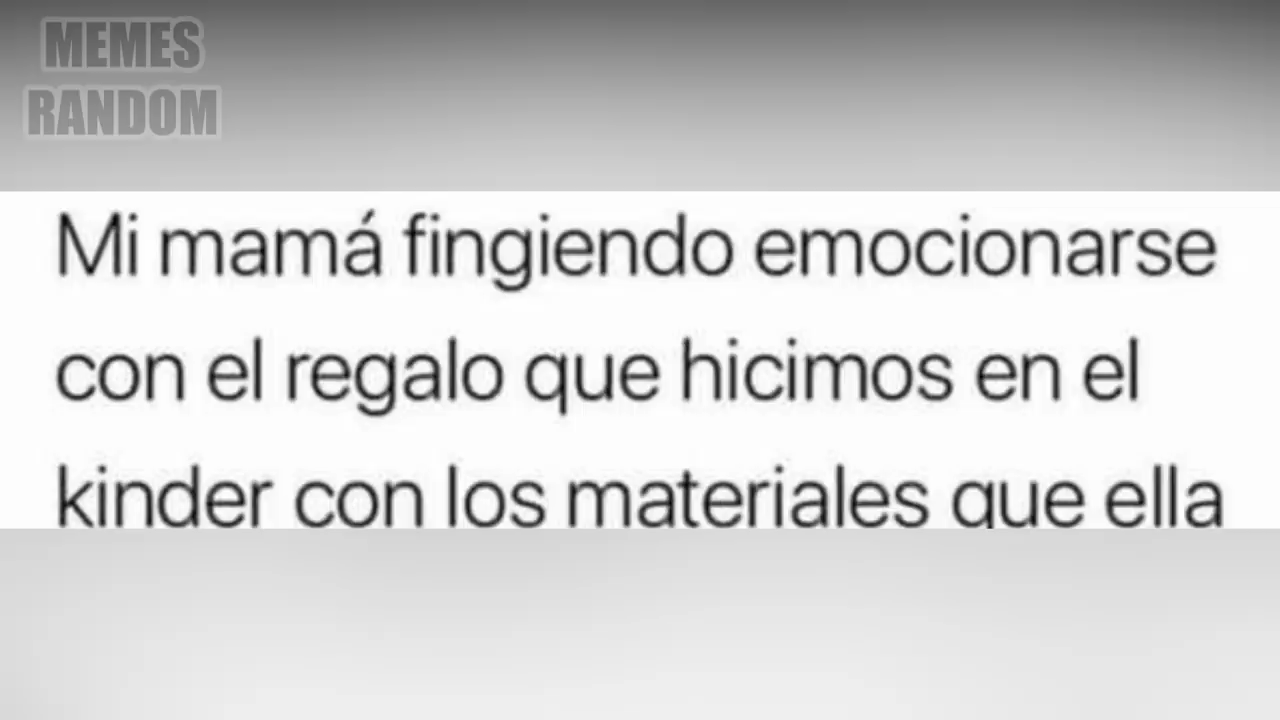 MEMES
RANDOM
Mi mamá fingiendo emocionarse
con el regalo que hicimos en el
kinder con los materiales que ella